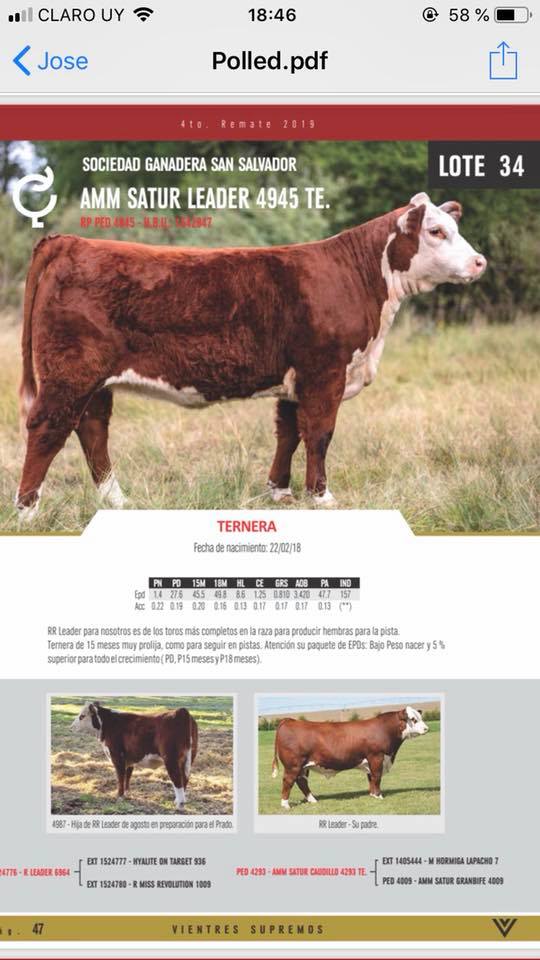 CLARO UY
18:46
58 %
Jose
Polled.pdf
4to. Remate 2019
SOCIEDAD GANADERA SAN SALVADOR
LOTE 34
AMM SATUR LEADER 4945 TE.
TERNERA
Fecha de nacimiento: 22/02/18
PN PD 15M 18M HL CE GRS AOB PA IND
Epd 1.4 27.6 45.5 49.8 8.6 1.25 0.810 3.420 47.7 157
Acc 0.22 0.19 0.20 0.16 0.13 0.17 0.17 0.17 0.13 (**)
RR Leader para nosotros es de los toros más completos en la raza para producir hembras para la pista.
Ternera de 15 meses muy prolija, como para seguir en pistas. Atención su paquete de EPDs: Bajo Peso nacer y 5 %
superior para todo el crecimiento ( PD, P15 meses y P18 meses).
4987 - Hija de RR Leader de agosto en preparación para el Prado.
RR Leader - Su padre.
EXT 1524777 - HYALITE ON TARGET 936
24776 - R LEADER 6964
EXT 1524780 - R MISS REVOLUTION 1009
EXT 1405444 - M HORMIGA LAPACHO 7
PED 4293 - AMM SATUR CAUDILLO 4293 TE.
PED 4009 - AMM SATUR GRANBIFE 4009
ág. 47
VIENTRES SUPREMOS